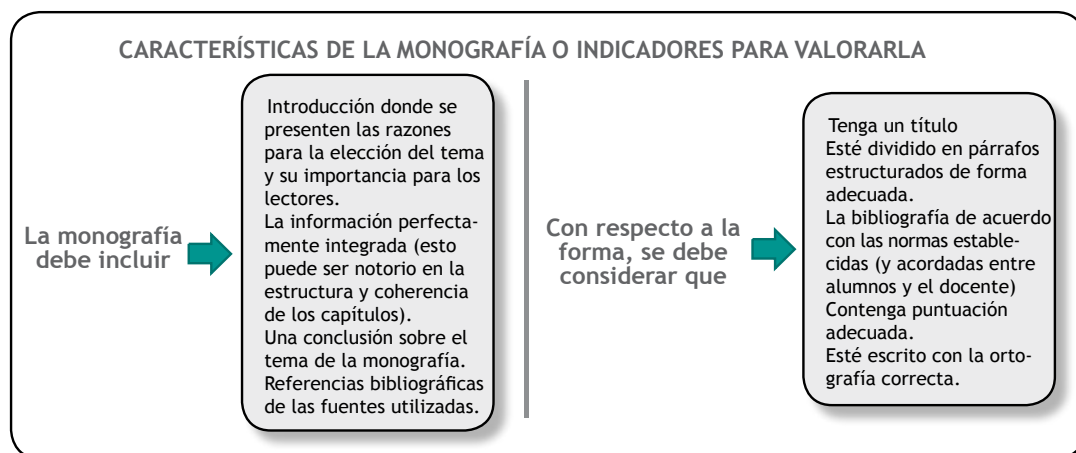 CARACTERÍSTICAS DE LA MONOGRAFÍA O INDICADORES PARA VALORARLA
La monografía
debe incluir
Introducción donde se
presenten las razones
para la elección del tema
y su importancia para los
lectores.
La información perfecta-
mente integrada (esto
puede ser notorio en la
estructura y coherencia
de los capítulos).
Una conclusión sobre el
tema de la monografía.
Referencias bibliográficas
de las fuentes utilizadas.
Con respecto a la
forma, se debe
considerar que
Tenga un título
Esté dividido en párrafos
estructurados de forma
adecuada.
La bibliografía de acuerdo
con las normas estable-
cidas (y acordadas entre
alumnos y el docente)
Contenga puntuación
adecuada.
Esté escrito con la orto-
grafía correcta.